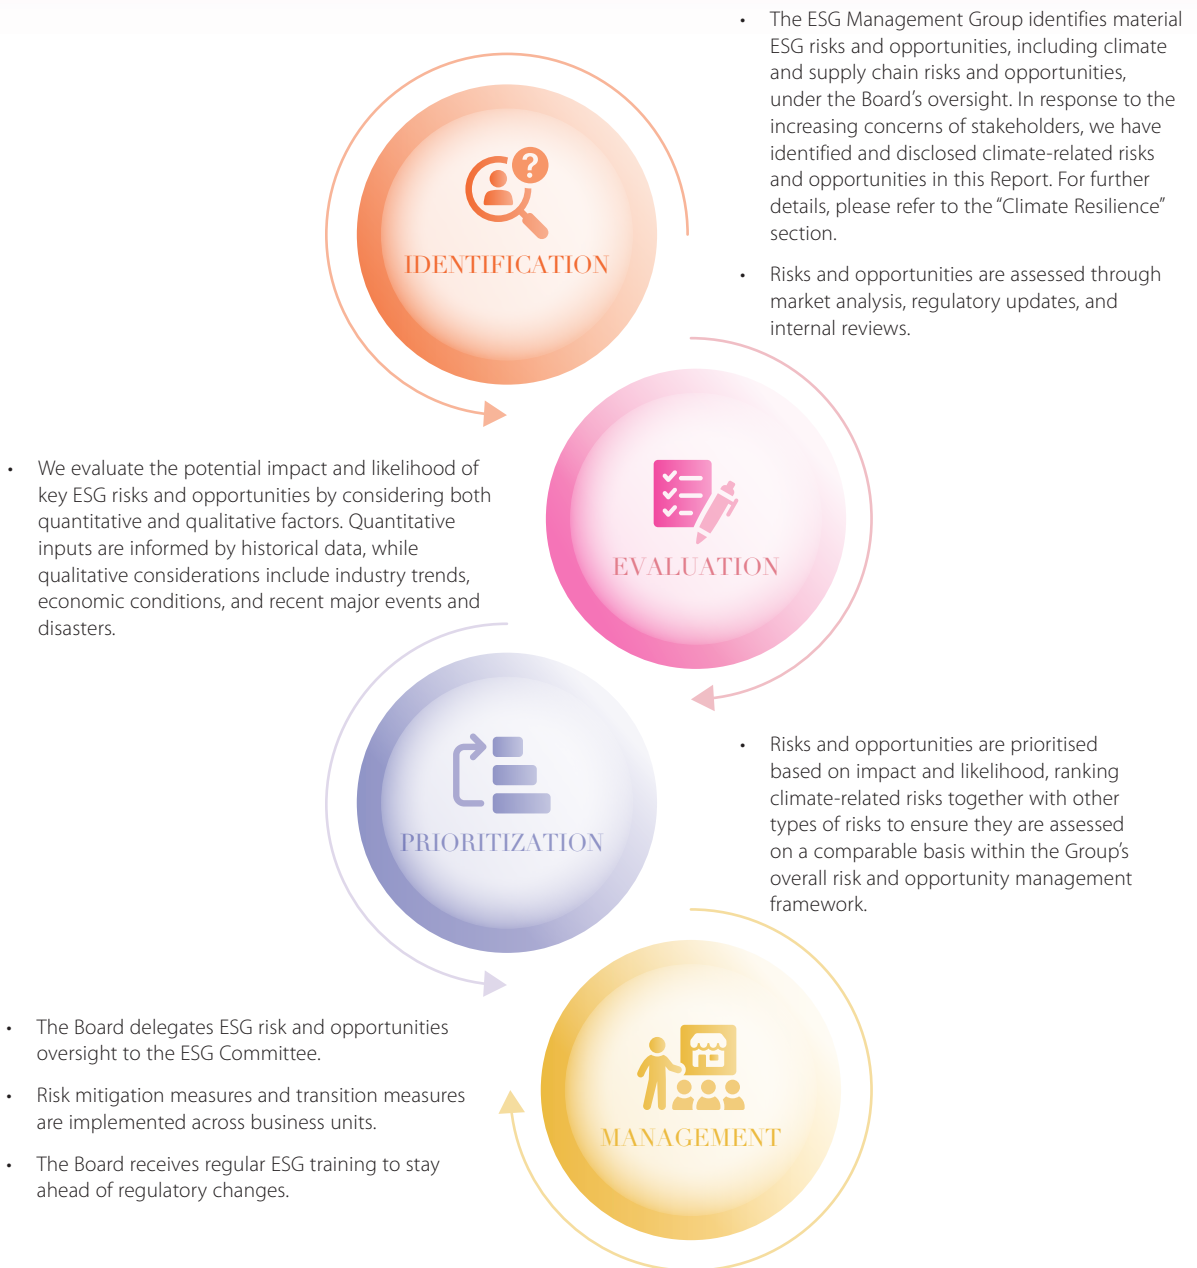 • The ESG Management Group identifies material
ESG risks and opportunities, including climate
and supply chain risks and opportunities,
under the Board's oversight. In response to the
increasing concerns of stakeholders, we have
identified and disclosed climate-related risks
and opportunities in this Report. For further
details, please refer to the “Climate Resilience”
section.
• Risks and opportunities are assessed through
market analysis, regulatory updates, and
internal reviews.
?
IDENTIFICATION
• We evaluate the potential impact and likelihood of
key ESG risks and opportunities by considering both
quantitative and qualitative factors. Quantitative
inputs are informed by historical data, while
qualitative considerations include industry trends,
economic conditions, and recent major events and
disasters.
EVALUATION
• Risks and opportunities are prioritised
based on impact and likelihood, ranking
climate-related risks together with other
types of risks to ensure they are assessed
on a comparable basis within the Group's
overall risk and opportunity management
framework.
PRIORITIZATION
• The Board delegates ESG risk and opportunities
oversight to the ESG Committee.
• Risk mitigation measures and transition measures
are implemented across business units.
• The Board receives regular ESG training to stay
ahead of regulatory changes.
MANAGEMENT